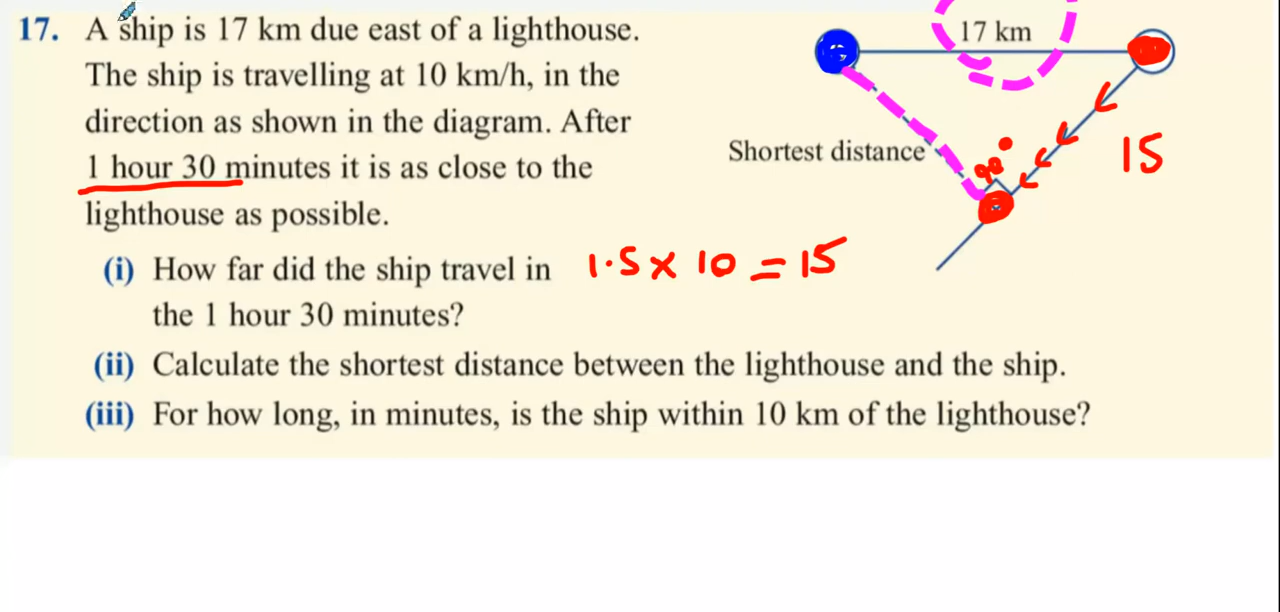 17. A ship is 17 km due east of a lighthouse.
The ship is travelling at 10 km/h, in the
direction as shown in the diagram. After
1 hour 30 minutes it is as close to the
lighthouse as possible.
17 km
Shortest distance
90°
15
(i) How far did the ship travel in
the 1 hour 30 minutes?
1.5 × 10 = 15
(ii) Calculate the shortest distance between the lighthouse and the ship.
(iii) For how long, in minutes, is the ship within 10 km of the lighthouse?